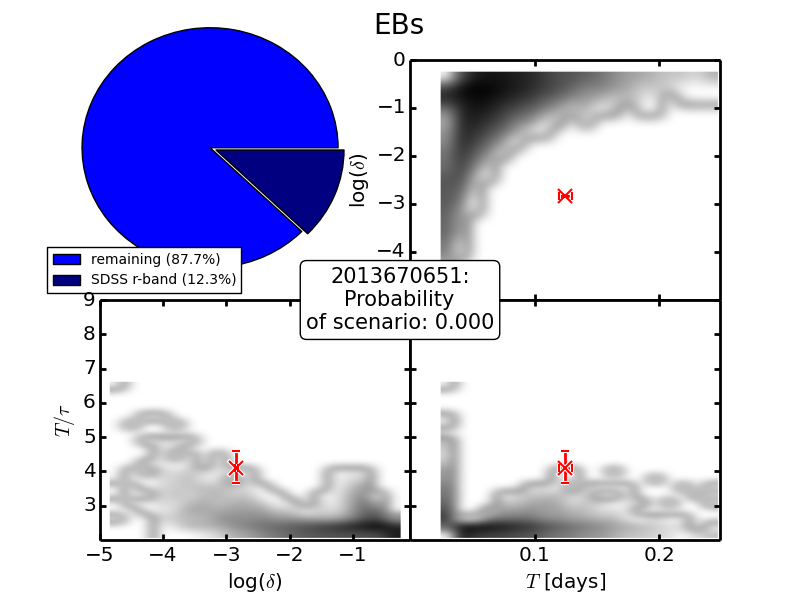 EBs
remaining (87.7%)
SDSS r-band (12.3%)
log(δ)
0
−1
−2
−3
−4
2013670651:
Probability
of scenario: 0.000
T/τ
9
8
7
6
5
4
3
−5 −4 −3 −2 −1
log(δ)
0.1 0.2
T [days]